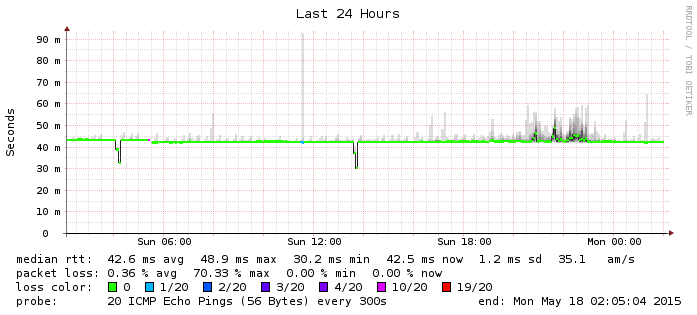 Last 24 Hours
RRDTOOL / TOBI OETIKER
Seconds
90 m
80 m
70 m
60 m
50 m
40 m
30 m
20 m
10 m
0
Sun 06:00 Sun 12:00 Sun 18:00 Mon 00:00
median rtt: 42.6 ms avg 48.9 ms max 30.2 ms min 42.5 ms now 1.2 ms sd 35.1 am/s
packet loss: 0.36 % avg 70.33 % max 0.00 % min 0.00 % now
loss color: 0 1/20 2/20 3/20 4/20 10/20 19/20
probe: 20 ICMP Echo Pings (56 Bytes) every 300s end: Mon May 18 02:05:04 2015